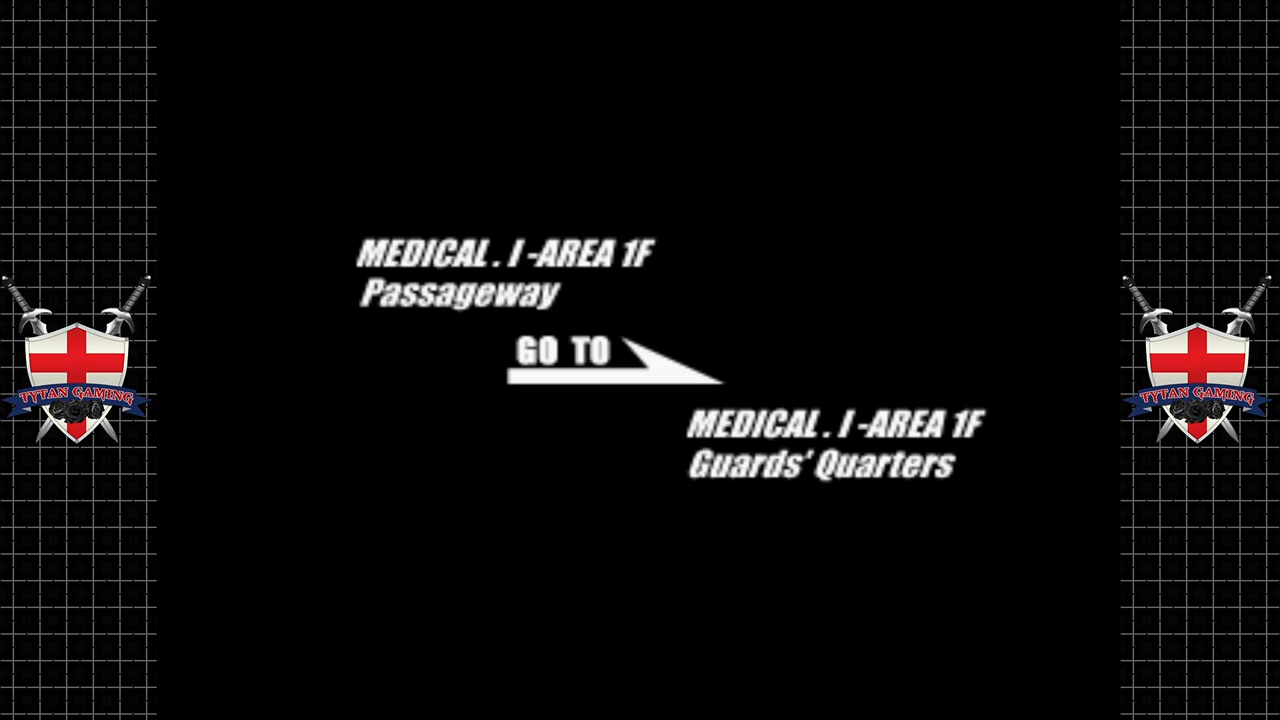 MEDICAL . I -AREA 1F
Passageway
GO TO
MEDICAL . I -AREA 1F
Guards' Quarters
TYTAN GAMING
TYTAN GAMING